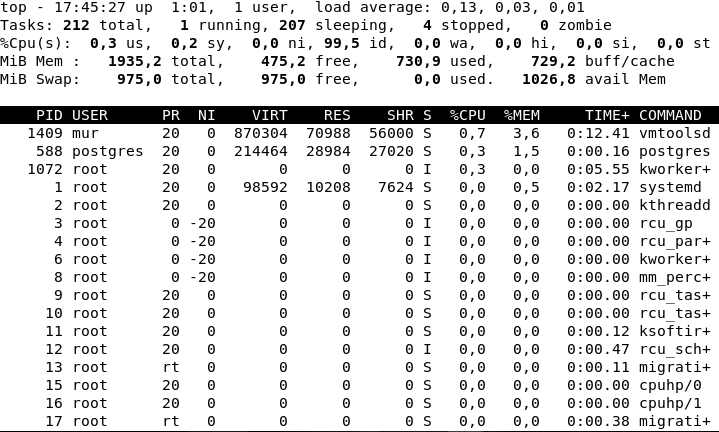 top - 17:45:27 up  1:01,  1 user,  load average: 0,13, 0,03, 0,01
Tasks: 212 total,   1 running, 207 sleeping,   4 stopped,   0 zombie
%Cpu(s):  0,3 us,  0,2 sy,  0,0 ni, 99,5 id,  0,0 wa,  0,0 hi,  0,0 si,  0,0 st
MiB Mem :   1935,2 total,    475,2 free,    730,9 used,    729,2 buff/cache
MiB Swap:    975,0 total,    975,0 free,      0,0 used.   1026,8 avail Mem
PID USER      PR  NI    VIRT    RES    SHR S  %CPU  %MEM     TIME+ COMMAND
1409 mur       20   0  870304  70988  56000 S   0,7   3,6   0:12.41 vmtoolsd
588 postgres  20   0  214464  28984  27020 S   0,3   1,5   0:00.16 postgres
1072 root      20   0       0      0      0 I   0,3   0,0   0:05.55 kworker+
1 root      20   0   98592  10208   7624 S   0,0   0,5   0:02.17 systemd
2 root      20   0       0      0      0 S   0,0   0,0   0:00.00 kthreadd
3 root       0 -20       0      0      0 I   0,0   0,0   0:00.00 rcu_gp
4 root       0 -20       0      0      0 I   0,0   0,0   0:00.00 rcu_par+
6 root       0 -20       0      0      0 I   0,0   0,0   0:00.00 kworker+
8 root       0 -20       0      0      0 I   0,0   0,0   0:00.00 mm_perc+
9 root      20   0       0      0      0 S   0,0   0,0   0:00.00 rcu_tas+
10 root      20   0       0      0      0 S   0,0   0,0   0:00.00 rcu_tas+
11 root      20   0       0      0      0 S   0,0   0,0   0:00.12 ksoftir+
12 root      20   0       0      0      0 I   0,0   0,0   0:00.47 rcu_sch+
13 root      rt   0       0      0      0 S   0,0   0,0   0:00.11 migrati+
15 root      20   0       0      0      0 S   0,0   0,0   0:00.00 cpuhp/0
16 root      20   0       0      0      0 S   0,0   0,0   0:00.00 cpuhp/1
17 root      rt   0       0      0      0 S   0,0   0,0   0:00.38 migrati+